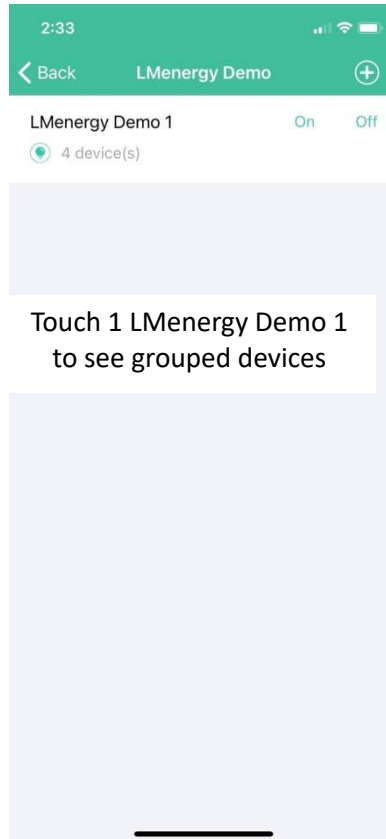 2:33
Back LMenergy Demo
LMenergy Demo 1 On Off
4 device(s)
Touch 1 LMenergy Demo 1
to see grouped devices